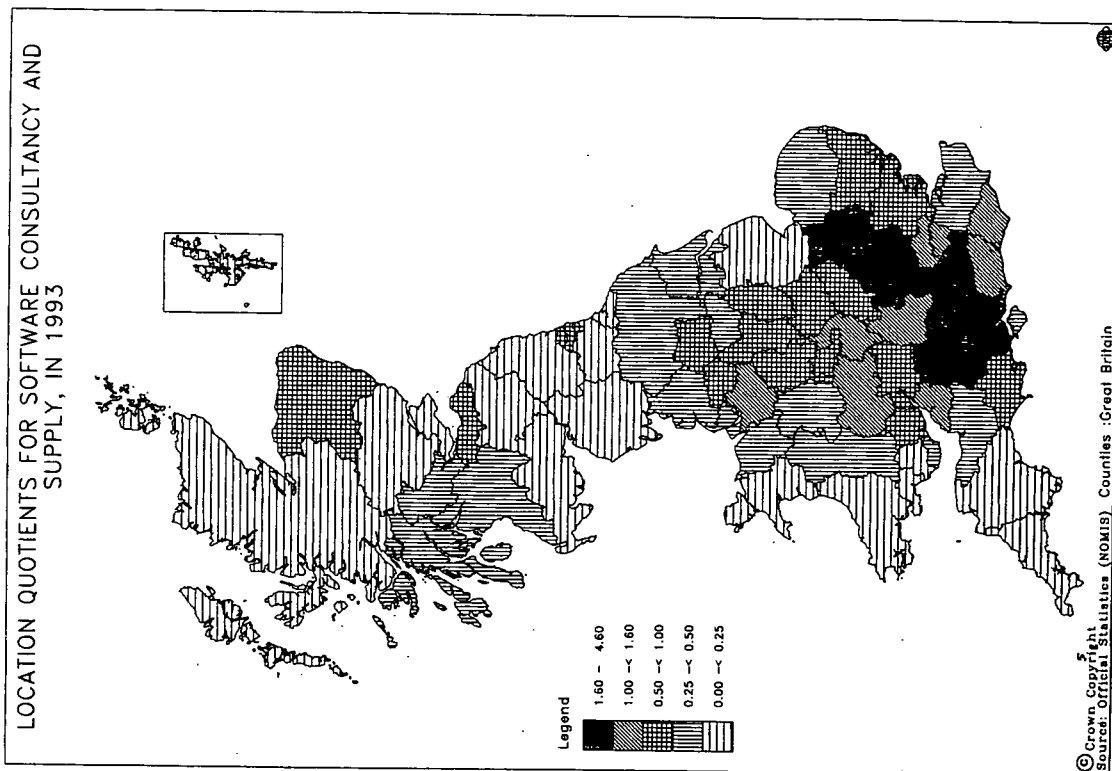 LOCATION QUOTIENTS FOR SOFTWARE CONSULTANCY AND
SUPPLY, IN 1993
Legend
1.60 - 4.60
1.00 -< 1.60
0.50 -< 1.00
0.25 -< 0.50
0.00 -< 0.25
© Crown Copyright
Source: Official Statistics (NOMIS) Counties :Great Britain